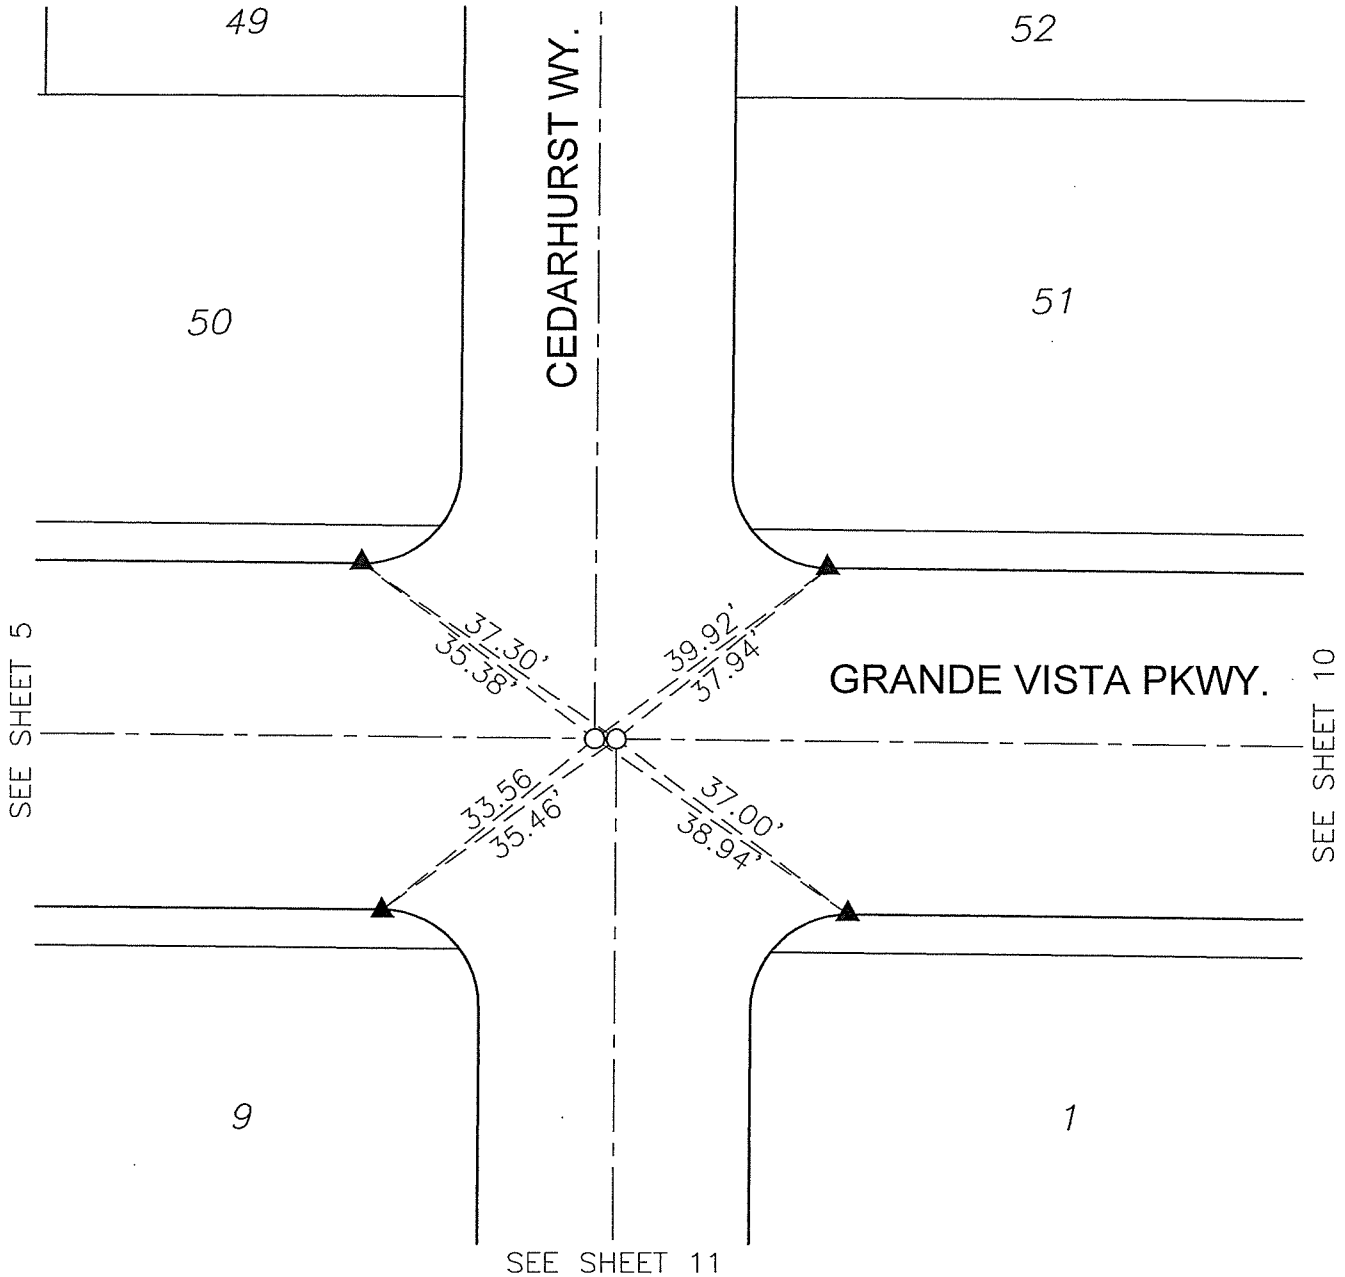 49
52
CEDARHURST WY.
50
51
37.30'
35.38'
39.92'
37.94'
GRANDE VISTA PKWY.
SEE SHEET 5
SEE SHEET 10
33.56
35.46'
37.00'
38.94'
9
1
SEE SHEET 11